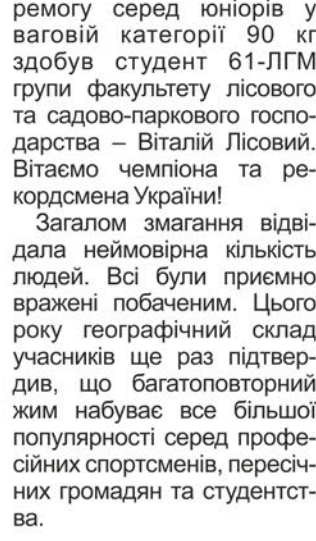 ремогу серед юніорів у
ваговій категорії 90 кг
здобув студент 61-ЛГМ
групи факультету лісового
та садово-паркового госпо-
дарства – Віталій Лісовий.
Вітаємо чемпіона та ре-
кордсмена України!
Загалом змагання відві-
дала неймовірна кількість
людей. Всі були приємно
вражені побаченим. Цього
року географічний склад
учасників ще раз підтвер-
див, що багатоповторний
жим набуває все більшої
популярності серед профе-
сійних спортсменів, пересіч-
них громадян та студентст-
ва.